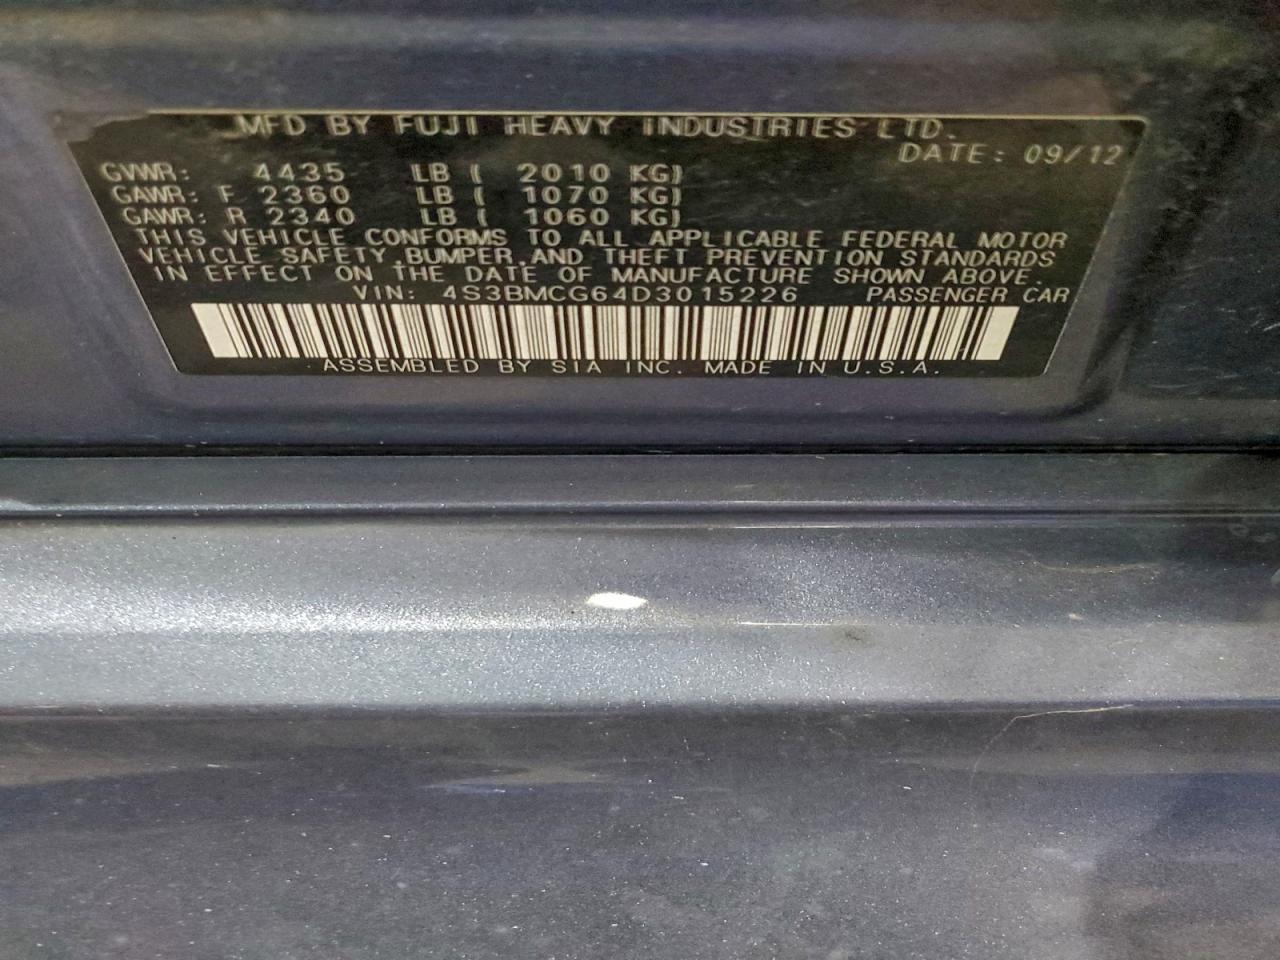 MFD BY FUJI HEAVY INDUSTRIES LTD.
DATE: 09/12
GVWR: 4435 LB ( 2010 KG)
GAWR: F 2360 LB ( 1070 KG)
GAWR: R 2340 LB ( 1060 KG)
THIS VEHICLE CONFORMS TO ALL APPLICABLE FEDERAL MOTOR
VEHICLE SAFETY,BUMPER,AND THEFT PREVENTION STANDARDS
IN EFFECT ON THE DATE OF MANUFACTURE SHOWN ABOVE.
VIN: 4S3BMCG64D3015226 PASSENGER CAR
ASSEMBLED BY SIA INC. MADE IN U.S.A.